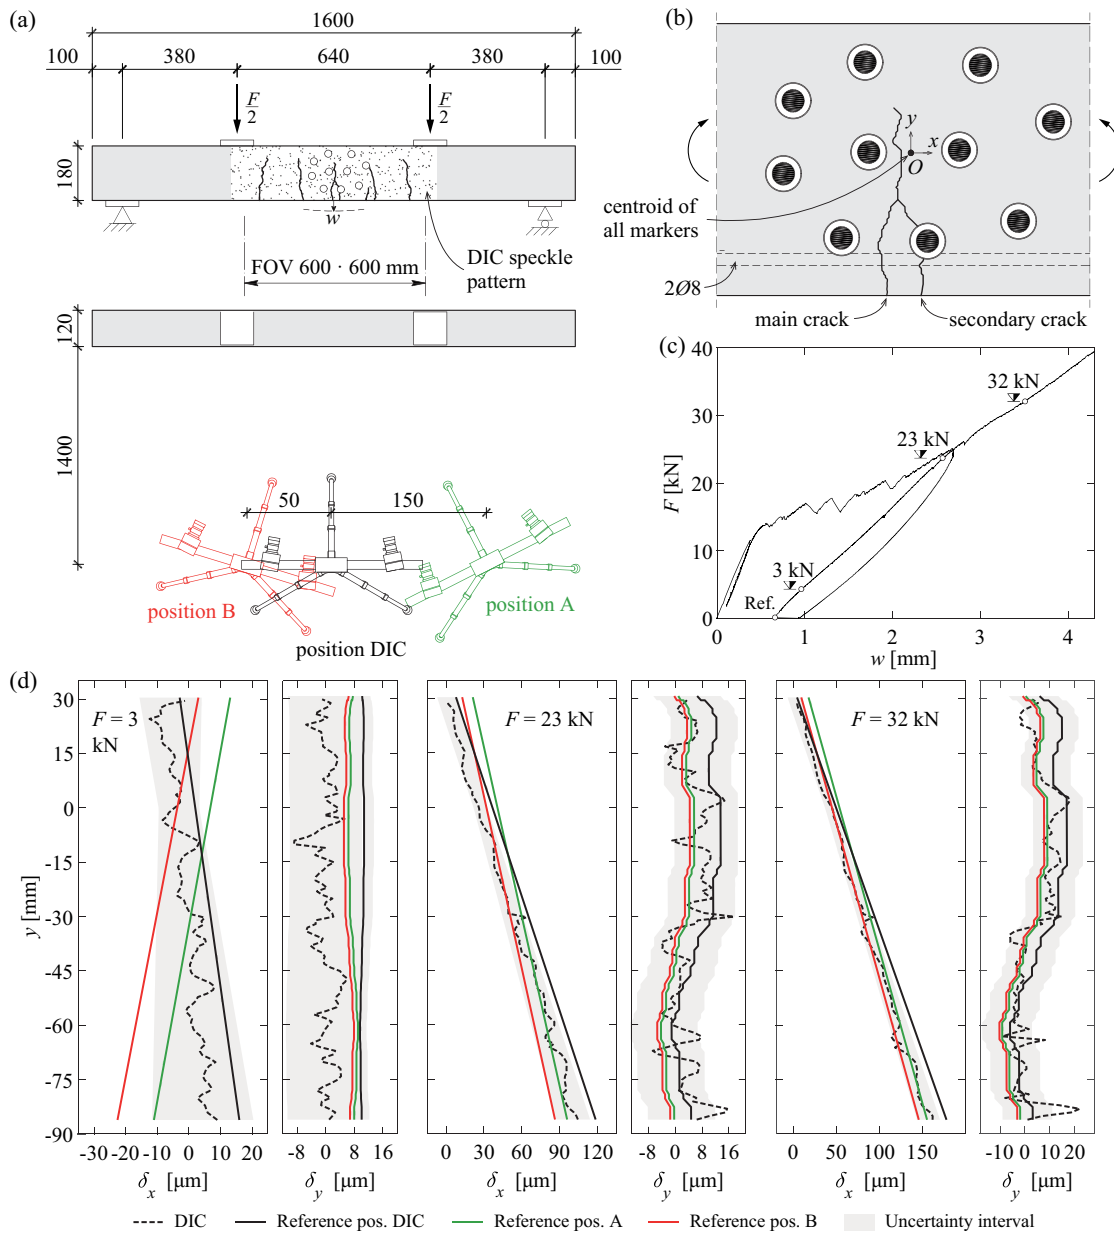 (a)
1600
100 380 640 380 100
F/2 F/2
180
w
DIC speckle
pattern
FOV 600 · 600 mm
120
1400
50 150
position B
position A
position DIC
(b)
y
x
O
centroid of
all markers
2Ø8
main crack
secondary crack
(c)
40
30
20
10
0
F [kN]
32 kN
23 kN
3 kN
Ref.
0 1 2 3 4
w [mm]
(d)
30
15
0
-15
-30
-45
-60
-75
-90
y [mm]
F = 3
kN
F = 23 kN
F = 32 kN
-30 -20 -10 0 10 20
δx [μm]
-8 0 8 16
δy [μm]
0 30 60 90 120
δx [μm]
-8 0 8 16
δy [μm]
0 50 100 150
δx [μm]
-10 0 10 20
δy [μm]
DIC Reference pos. DIC Reference pos. A Reference pos. B Uncertainty interval